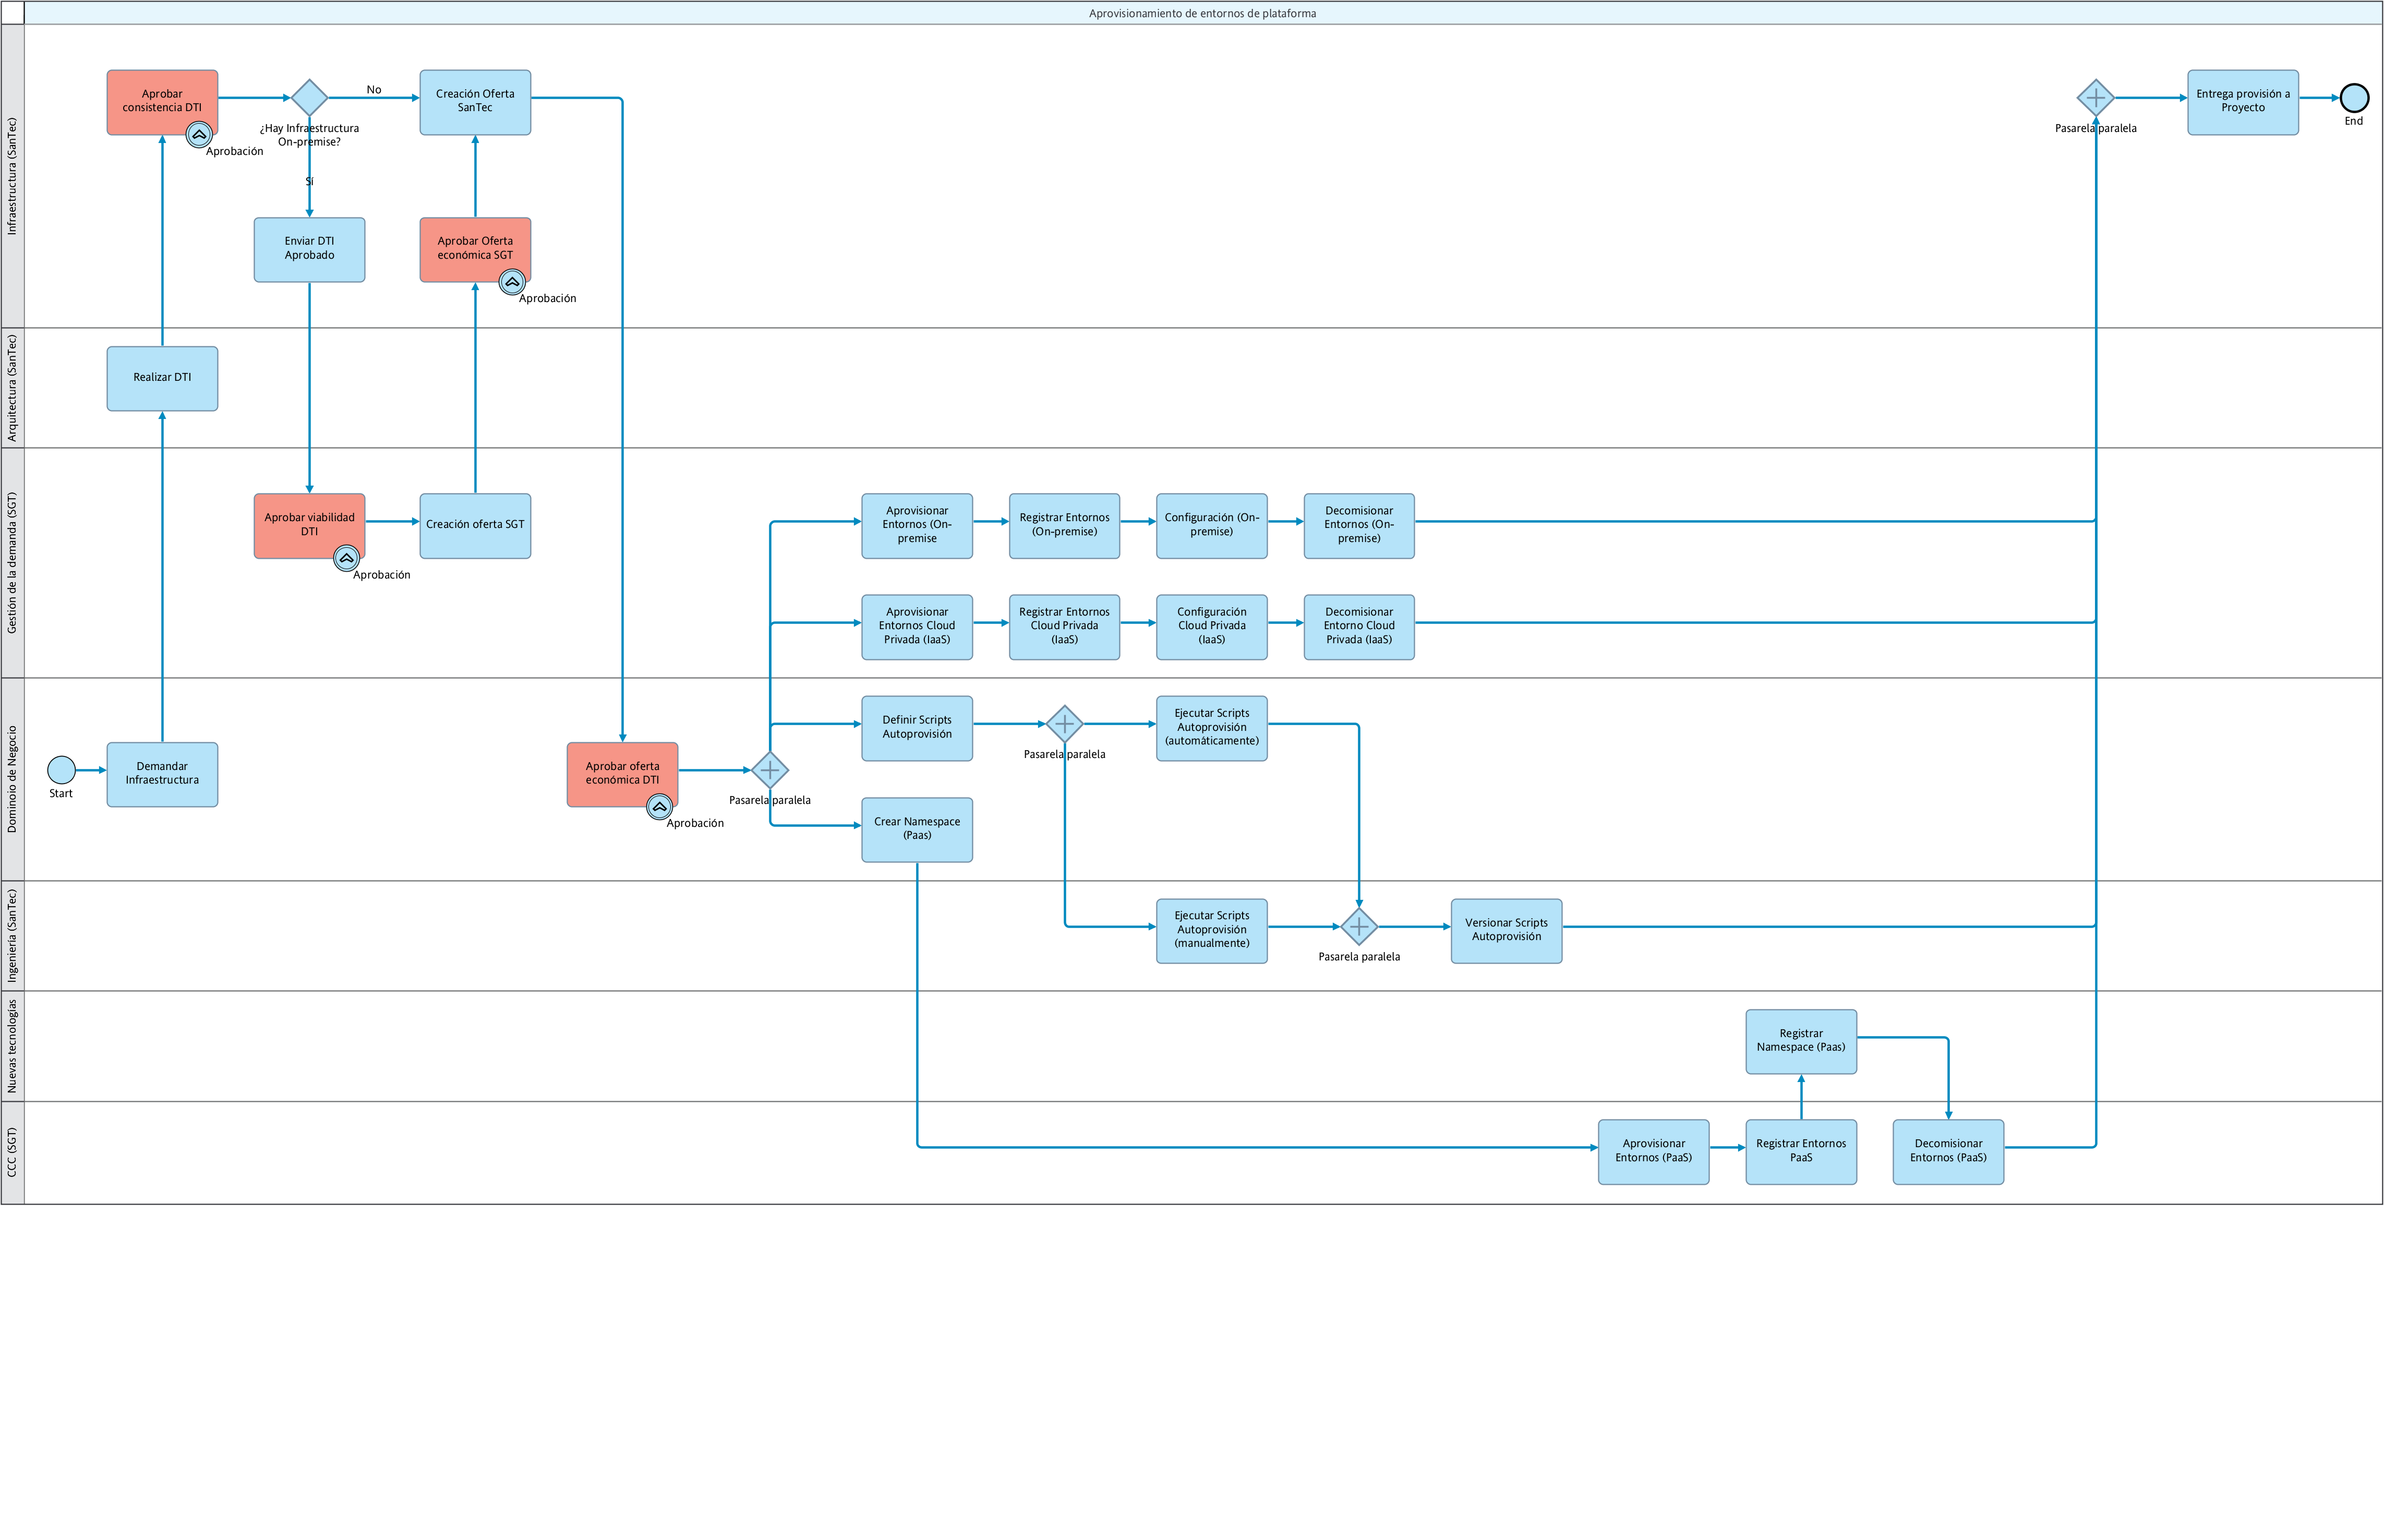 Aprovisionamiento de entornos de plataforma
Infraestructura (SanTec)
Aprobar
consistencia DTI
Aprobación
¿Hay Infraestructura
On-premise?
No
Sí
Creación Oferta
SanTec
Enviar DTI
Aprobado
Aprobar Oferta
económica SGT
Aprobación
Pasarela paralela
Entrega provisión a
Proyecto
End
Arquitectura (SanTec)
Realizar DTI
Gestión de la demanda (SGT)
Aprobar viabilidad
DTI
Aprobación
Creación oferta SGT
Aprovisionar
Entornos (On-
premise
Registrar Entornos
(On-premise)
Configuración (On-
premise)
Decomisionar
Entornos (On-
premise)
Aprovisionar
Entornos Cloud
Privada (IaaS)
Registrar Entornos
Cloud Privada
(IaaS)
Configuración
Cloud Privada
(IaaS)
Decomisionar
Entorno Cloud
Privada (IaaS)
Dominoio de Negocio
Start
Demandar
Infraestructura
Aprobar oferta
económica DTI
Aprobación
Pasarela paralela
Definir Scripts
Autoprovisión
Pasarela paralela
Ejecutar Scripts
Autoprovisión
(automáticamente)
Crear Namespace
(Paas)
Ingeniería (SanTec)
Ejecutar Scripts
Autoprovisión
(manualmente)
Pasarela paralela
Versionar Scripts
Autoprovisión
Nuevas tecnologías
Registrar
Namespace (Paas)
CCC (SGT)
Aprovisionar
Entornos (PaaS)
Registrar Entornos
PaaS
Decomisionar
Entornos (PaaS)